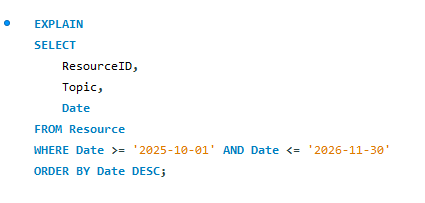 EXPLAIN
SELECT
ResourceID,
Topic,
Date
FROM Resource
WHERE Date >= '2025-10-01' AND Date <= '2026-11-30'
ORDER BY Date DESC;